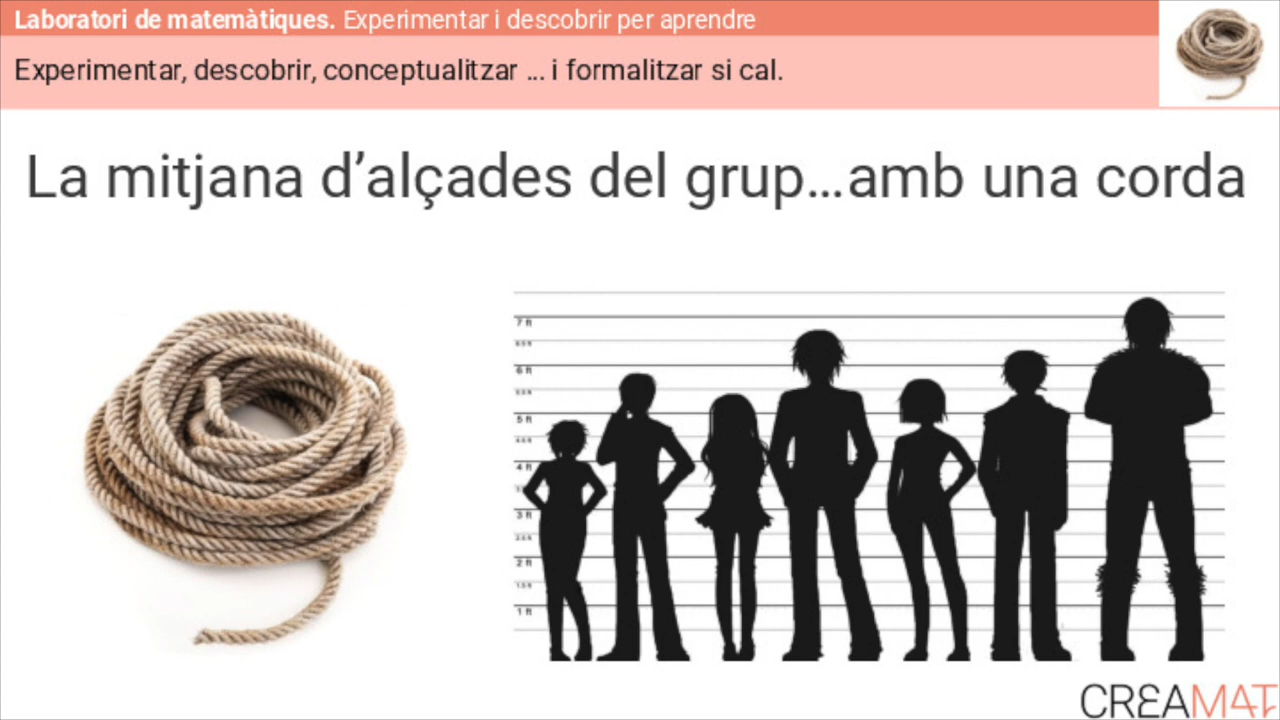 Laboratori de matemàtiques. Experimentar i descobrir per aprendre
Experimentar, descobrir, conceptualitzar ... i formalitzar si cal.
La mitjana d’alçades del grup...amb una corda
7 ft
6 ft
5 ft
4 ft
3 ft
2 ft
1 ft
CREAMAT